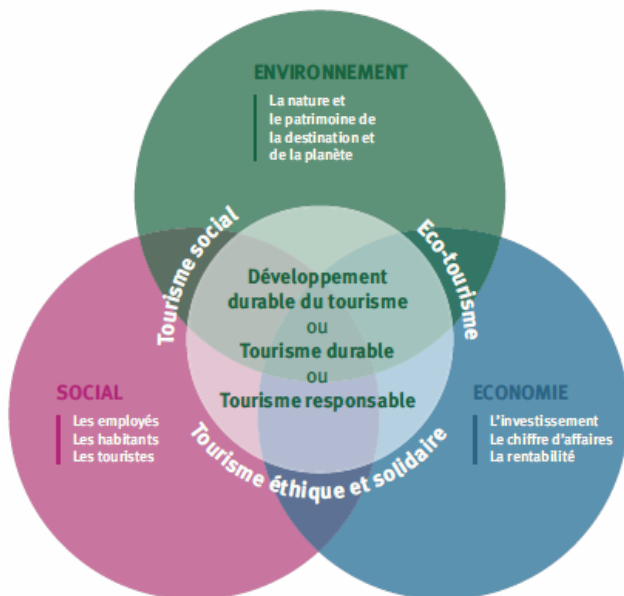 ENVIRONNEMENT
La nature et
le patrimoine de
la destination et
de la planète
Tourisme social
Eco-tourisme
Développement
durable du tourisme
ou
Tourisme durable
ou
Tourisme responsable
SOCIAL
Les employés
Les habitants
Les touristes
ECONOMIE
L'investissement
Le chiffre d'affaires
La rentabilité
Tourisme éthique et solidaire